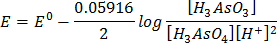 E = E⁰ − 0.05916/2 log [H₃AsO₃]/[H₃AsO₄][H⁺]²